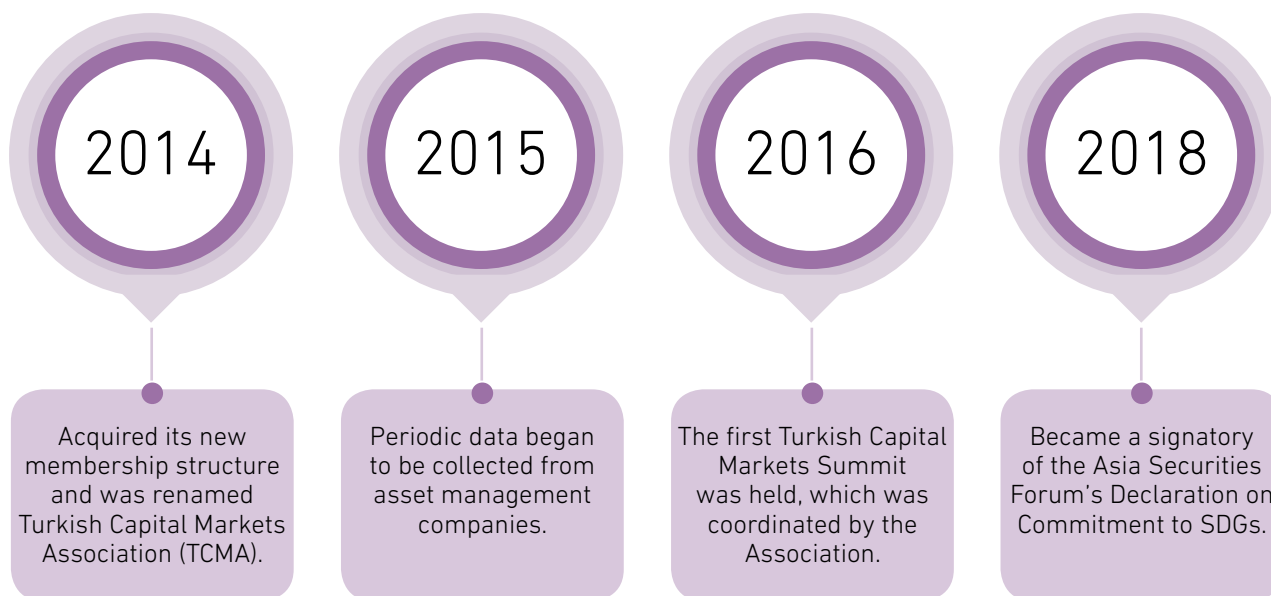 2014
Acquired its new
membership structure
and was renamed
Turkish Capital Markets
Association (TCMA).
2015
Periodic data began
to be collected from
asset management
companies.
2016
The first Turkish Capital
Markets Summit
was held, which was
coordinated by the
Association.
2018
Became a signatory
of the Asia Securities
Forum’s Declaration on
Commitment to SDGs.